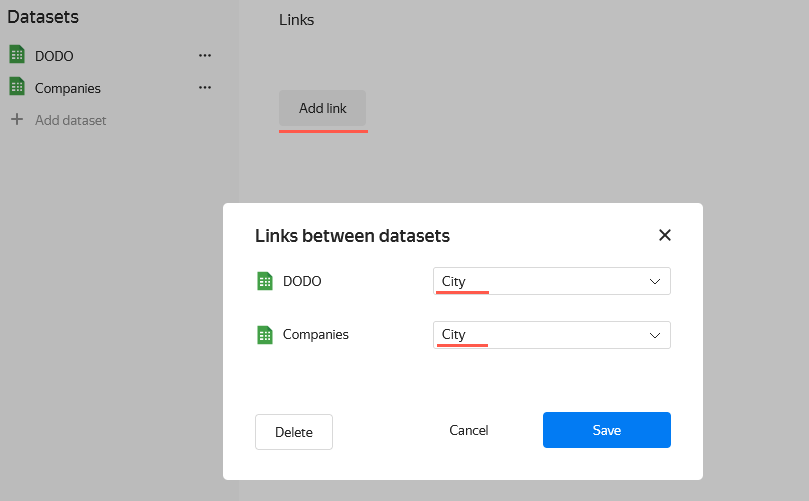 Datasets
DODO
Companies
Add dataset
Links
Add link
Links between datasets
DODO City
Companies City
Delete Cancel Save